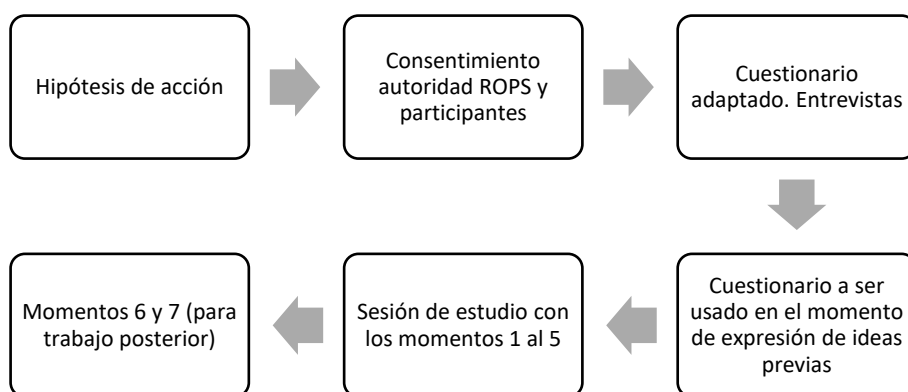 Hipótesis de acción
Consentimiento
autoridad ROPS y
participantes
Cuestionario
adaptado. Entrevistas
Cuestionario a ser
usado en el momento
de expresión de ideas
previas
Sesión de estudio con
los momentos 1 al 5
Momentos 6 y 7 (para
trabajo posterior)